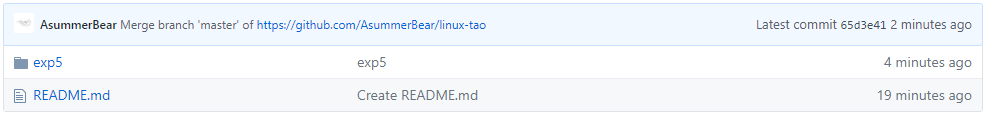 AsummerBear Merge branch 'master' of https://github.com/AsummerBear/linux-tao Latest commit 65d3e41 2 minutes ago
exp5 exp5 4 minutes ago
README.md Create README.md 19 minutes ago